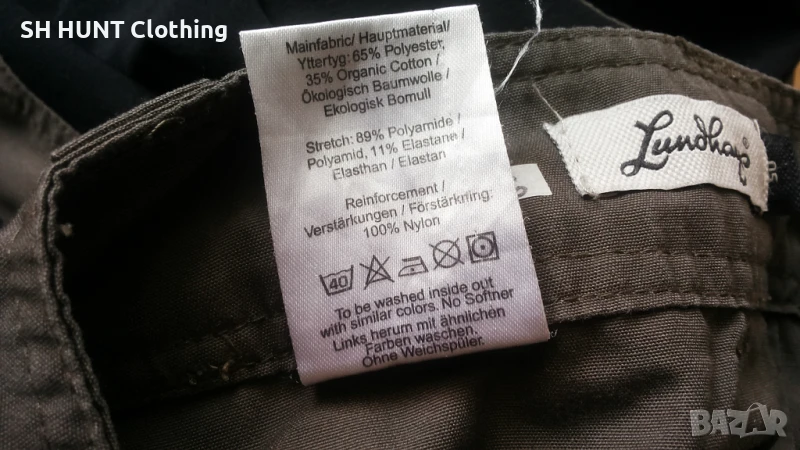 SH HUNT Clothing
Mainfabric/ Hauptmaterial/
Yttertyg: 65% Polyester,
35% Organic Cotton /
Ökologisch Baumwolle /
Ekologisk Bomull
Stretch: 89% Polyamide /
Polyamid, 11% Elastane /
Elasthan / Elastan
Reinforcement /
Verstärkungen / Förstärkning:
100% Nylon
40
To be washed inside out
with similar colors. No Softner
Links herum mit ähnlichen
Farben waschen.
Ohne Weichspüler.
Lundhags
50
BAZAR